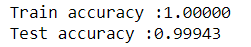 Train accuracy :1.00000
Test accuracy :0.99943